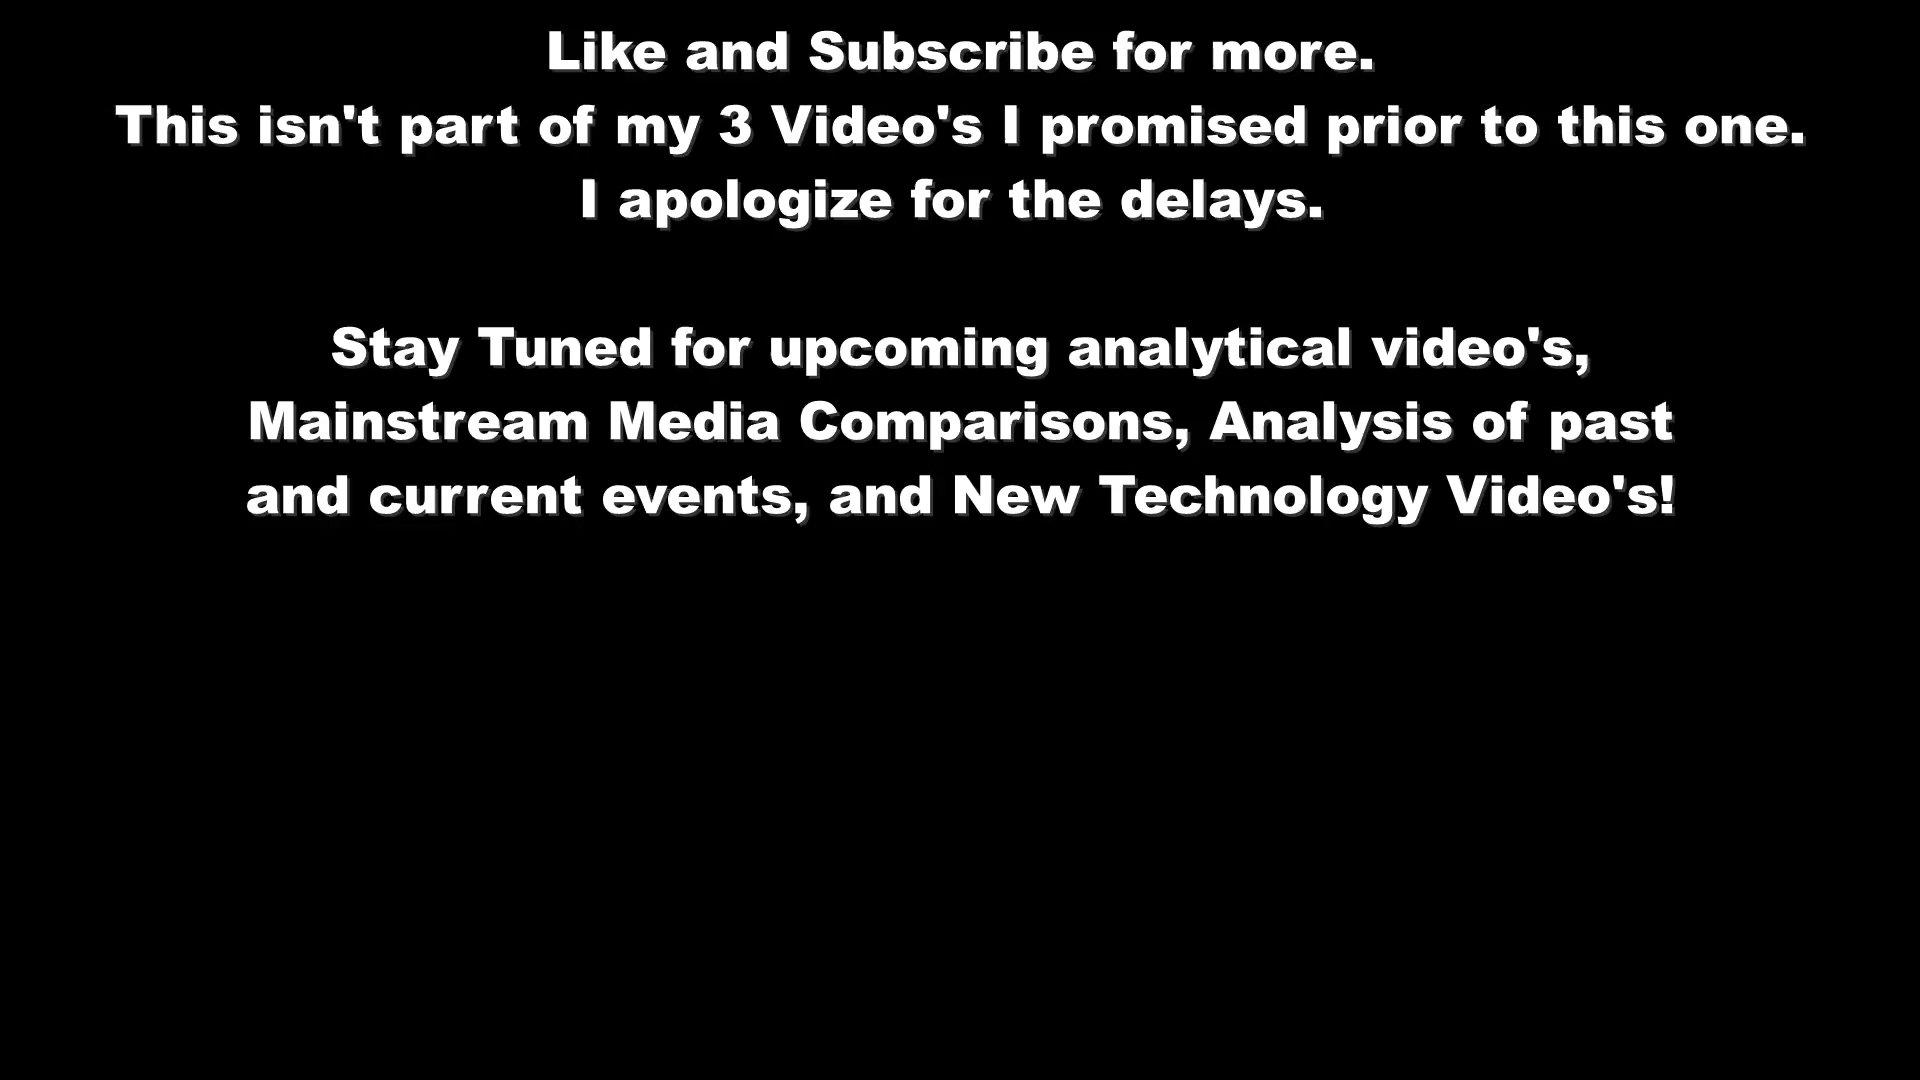 Like and Subscribe for more.
This isn't part of my 3 Video's I promised prior to this one.
I apologize for the delays.
Stay Tuned for upcoming analytical video's,
Mainstream Media Comparisons, Analysis of past
and current events, and New Technology Video's!